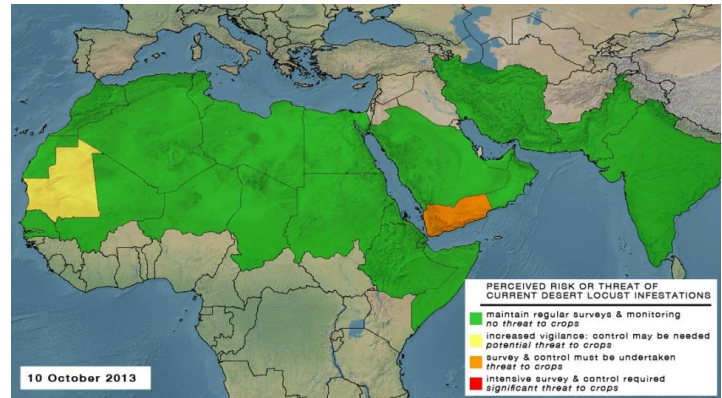 PERCEIVED RISK OR THREAT OF
CURRENT DESERT LOCUST INFESTATIONS
maintain regular surveys & monitoring
no threat to crops
increased vigilance: control may be needed
potential threat to crops
survey & control must be undertaken
threat to crops
intensive survey & control required
significant threat to crops
10 October 2013